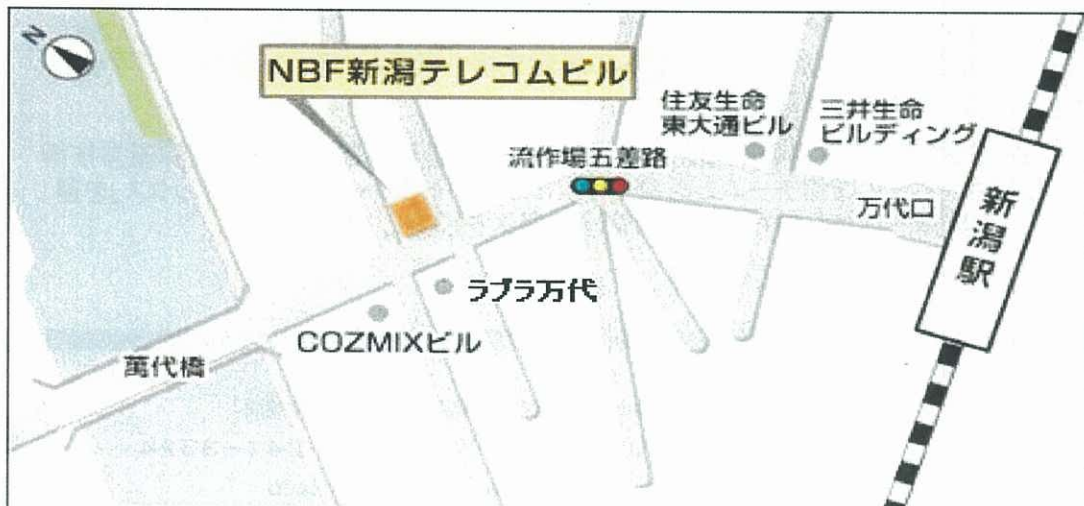 N
NBF新潟テレコムビル
住友生命
東大通ビル
三井生命
ビルディング
流作場五差路
万代口
新潟駅
ラブラ万代
COZMIXビル
萬代橋